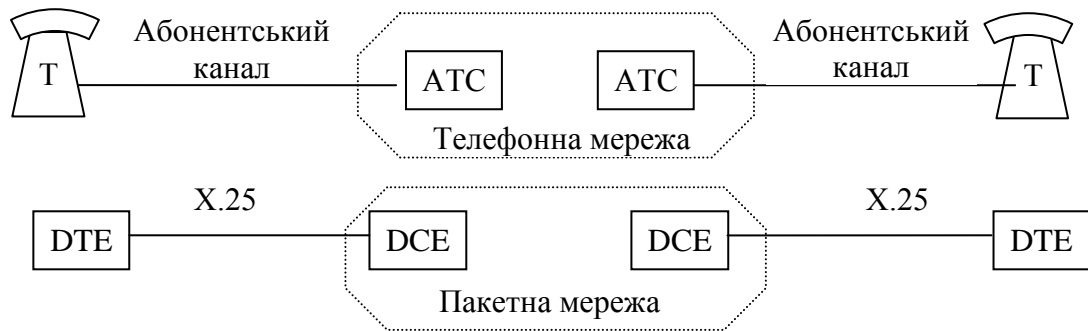 Абонентський
канал
Абонентський
канал
Т
АТС
АТС
Т
Телефонна мережа
X.25
X.25
DTE
DCE
DCE
DTE
Пакетна мережа